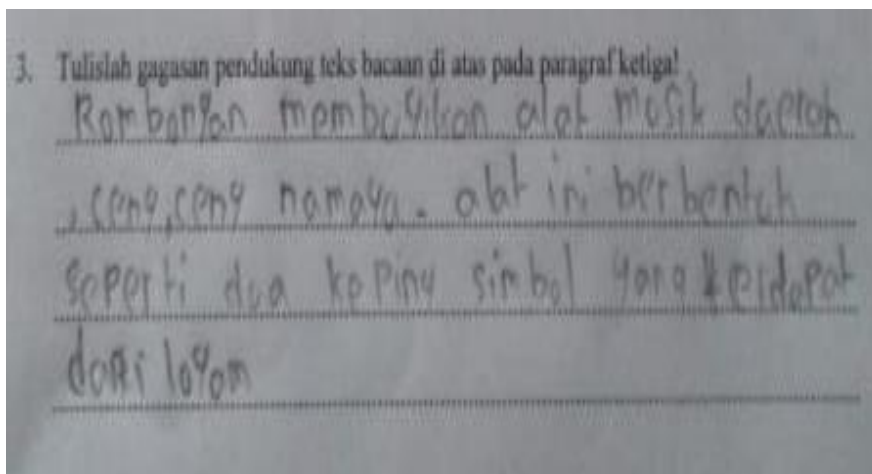 3. Tulislah gagasan pendukung teks bacaan di atas pada paragraf ketiga!
Rombongan membunyikan alat musik daerah
, ceng, ceng namaya. alat ini berbentuh
seperti dua keping simbol yang terdapat
dari logam